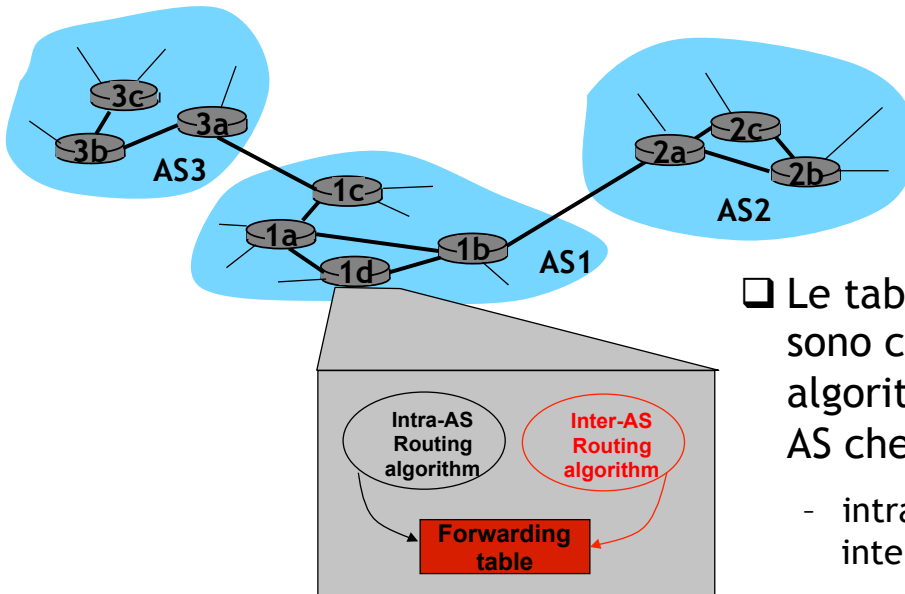 3c
3a
3b
AS3
2c
2a
2b
AS2
1c
1a
1b
1d
AS1
❑ Le tab
sono c
algorit
AS che
- intra
inte
Intra-AS
Routing
algorithm
Inter-AS
Routing
algorithm
Forwarding
table